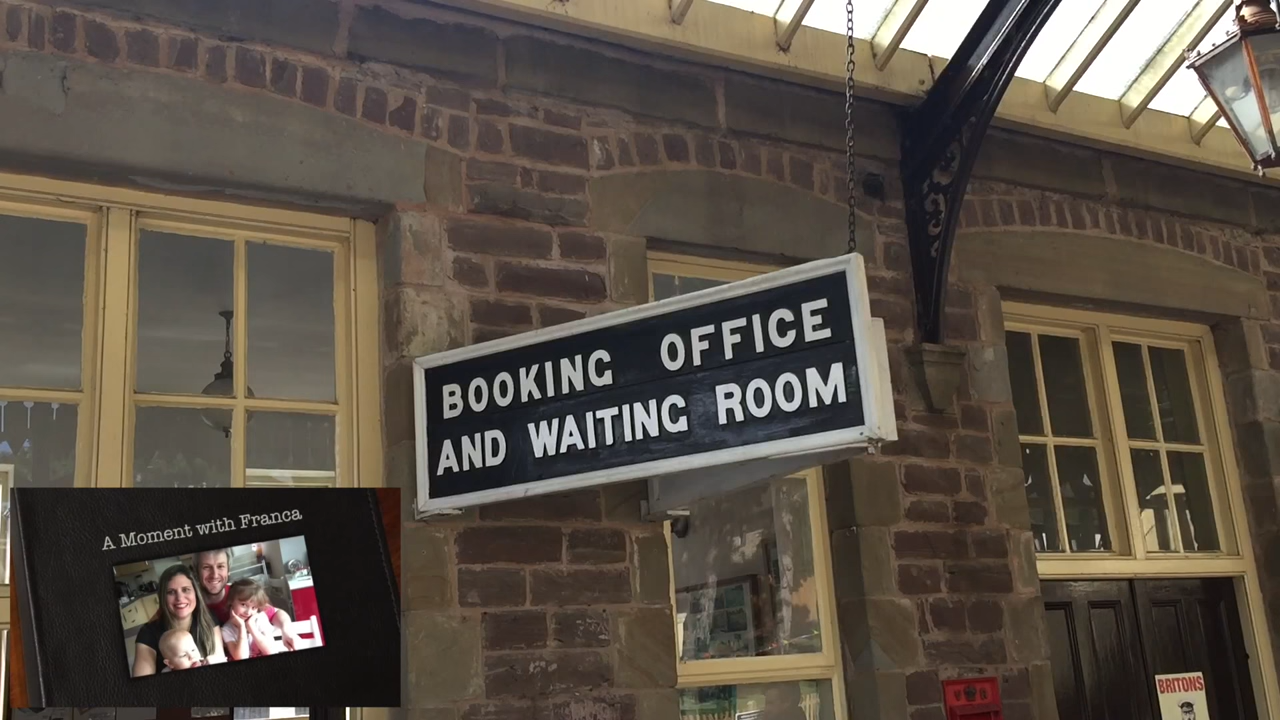 BOOKING OFFICE
AND WAITING ROOM
A Moment with Franca
BRITONS